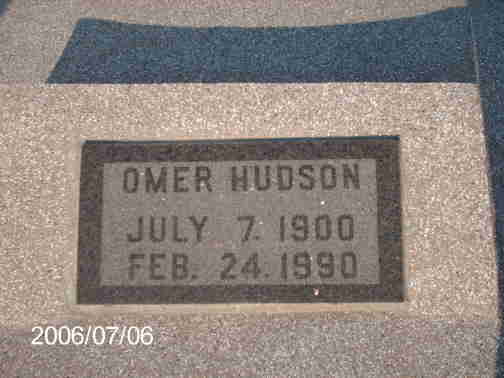 OMER HUDSON
JULY 7. 1900
FEB. 24. 1990
2006/07/06